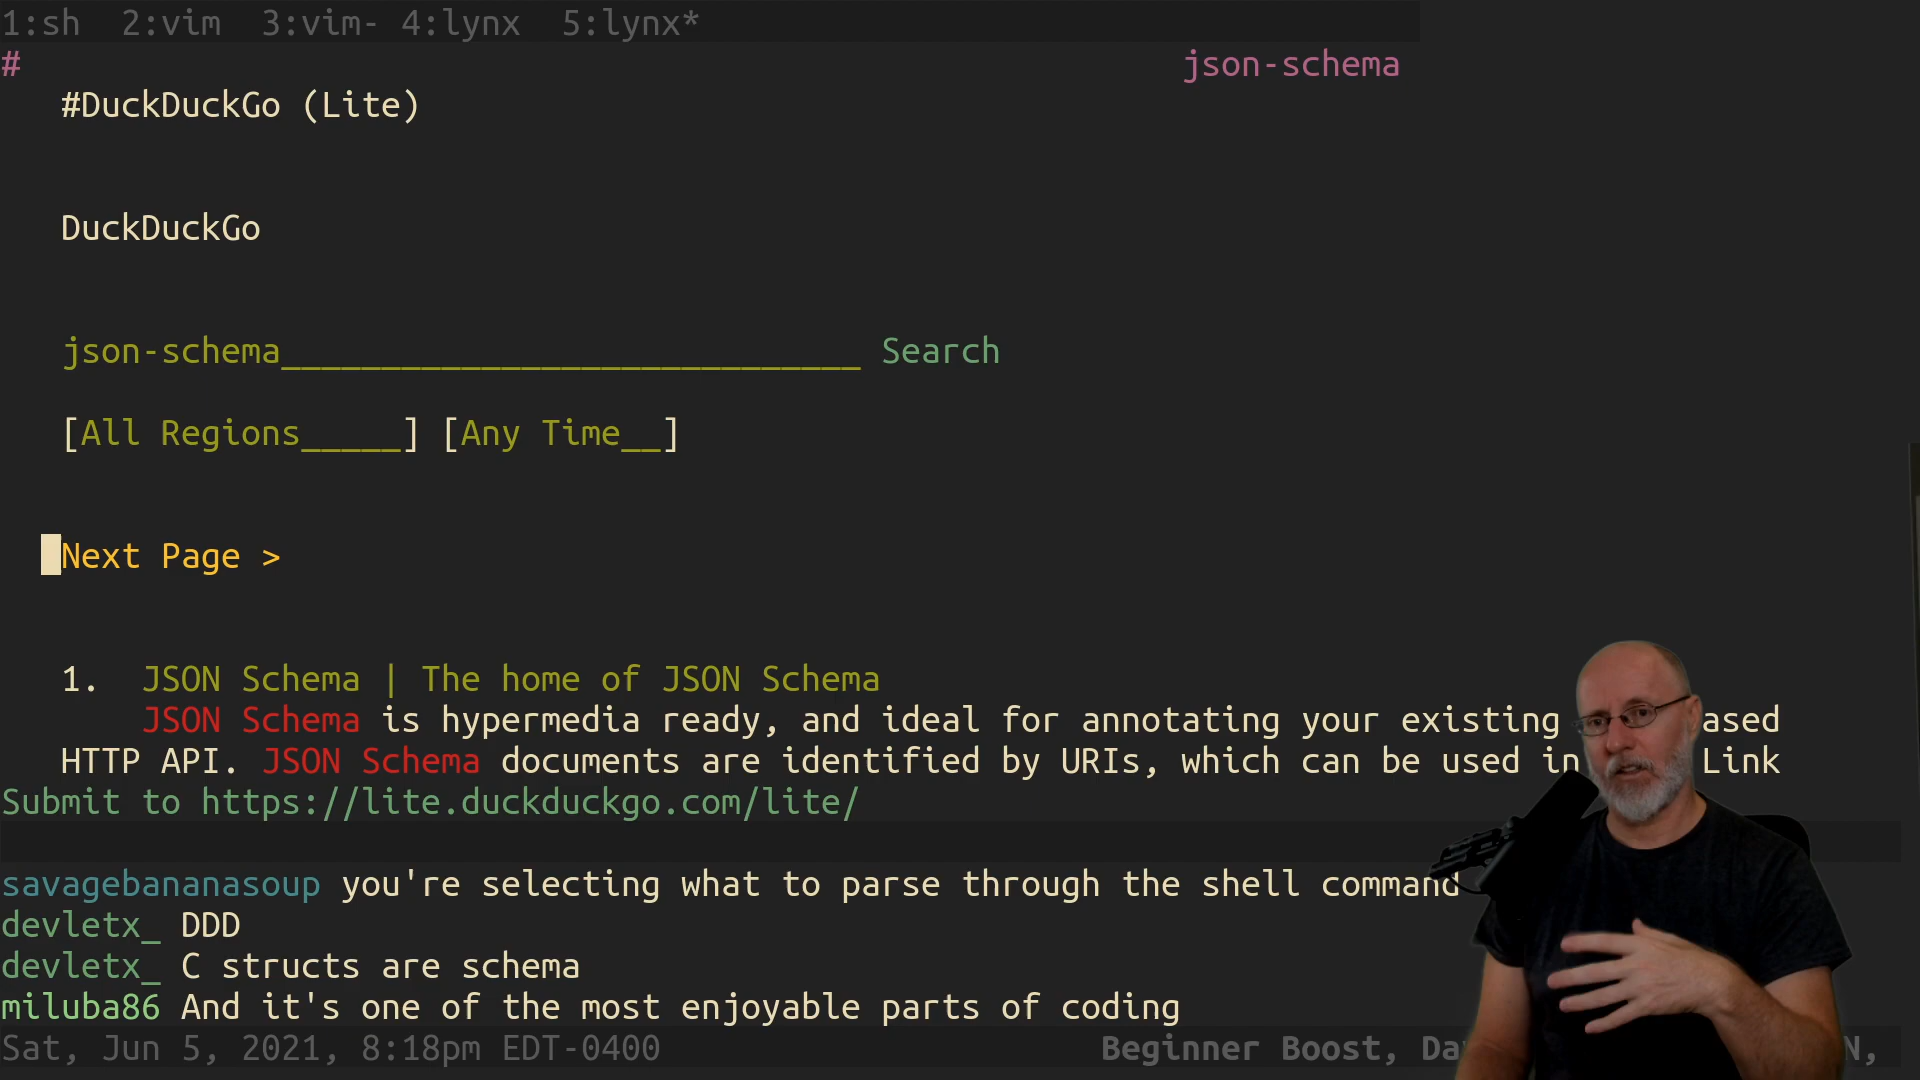 1:sh  2:vim  3:vim- 4:lynx  5:lynx*
# json-schema
#DuckDuckGo (Lite)
DuckDuckGo
json-schema_____________________________ Search
[All Regions_____] [Any Time__]
Next Page >
1.  JSON Schema | The home of JSON Schema
JSON Schema is hypermedia ready, and ideal for annotating your existing ased
HTTP API. JSON Schema documents are identified by URIs, which can be used in Link
Submit to https://lite.duckduckgo.com/lite/
savagebananasoup you're selecting what to parse through the shell command
devletx_ DDD
devletx_ C structs are schema
miluba86 And it's one of the most enjoyable parts of coding
Sat, Jun 5, 2021, 8:18pm EDT-0400 Beginner Boost, Da N,